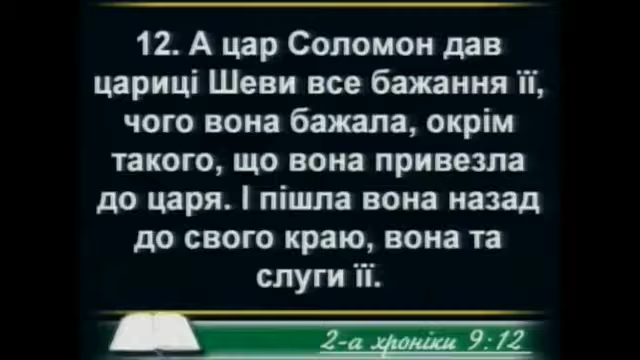 12. А цар Соломон дав
цариці Шеви все бажання її,
чого вона бажала, окрім
такого, що вона привезла
до царя. І пішла вона назад
до свого краю, вона та
слуги її.
2-а хроніки 9:12